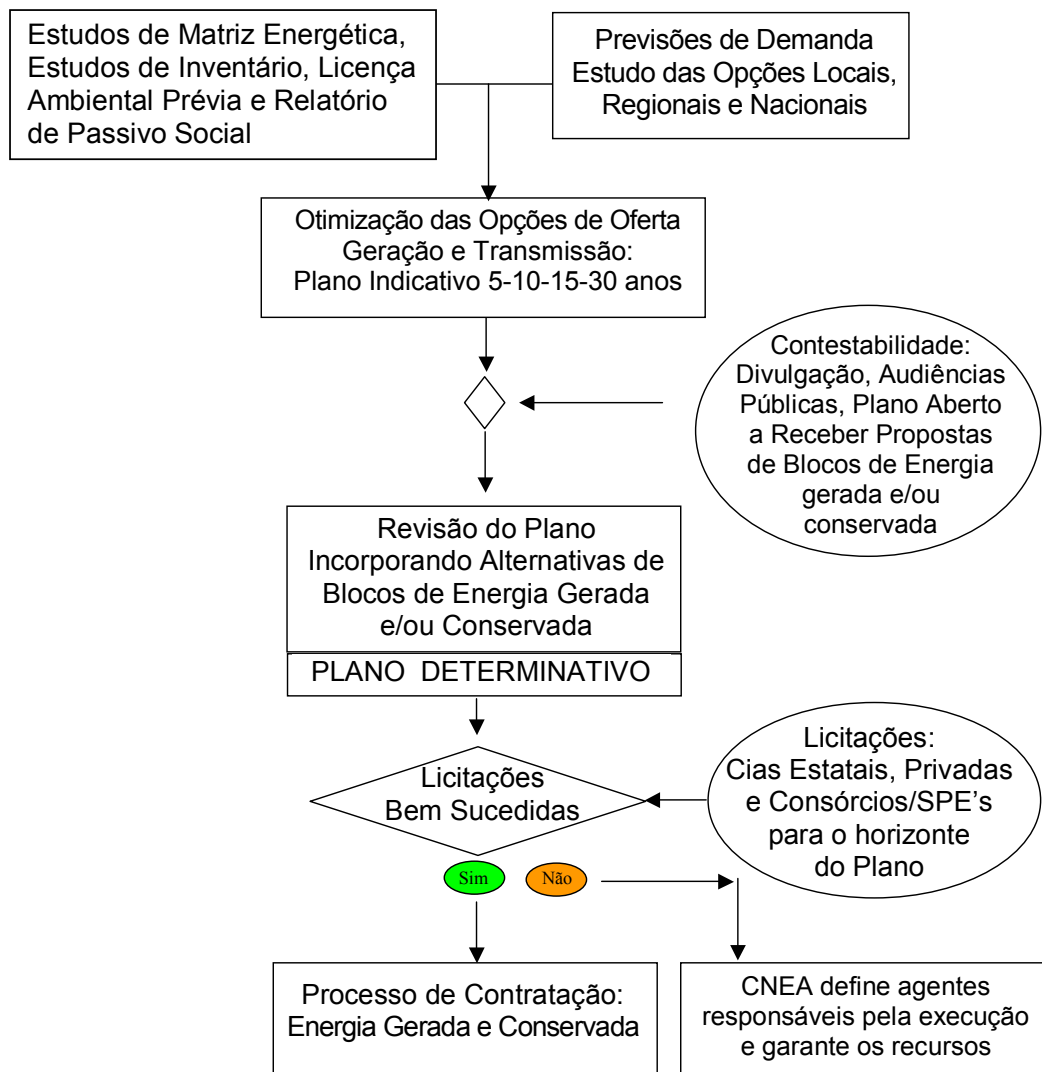 Estudos de Matriz Energética,
Estudos de Inventário, Licença
Ambiental Prévia e Relatório
de Passivo Social
Previsões de Demanda
Estudo das Opções Locais,
Regionais e Nacionais
Otimização das Opções de Oferta
Geração e Transmissão:
Plano Indicativo 5-10-15-30 anos
Contestabilidade:
Divulgação, Audiências
Públicas, Plano Aberto
a Receber Propostas
de Blocos de Energia
gerada e/ou
conservada
Revisão do Plano
Incorporando Alternativas de
Blocos de Energia Gerada
e/ou Conservada
PLANO DETERMINATIVO
Licitações
Bem Sucedidas
Licitações:
Cias Estatais, Privadas
e Consórcios/SPE’s
para o horizonte
do Plano
Sim
Não
Processo de Contratação:
Energia Gerada e Conservada
CNEA define agentes
responsáveis pela execução
e garante os recursos